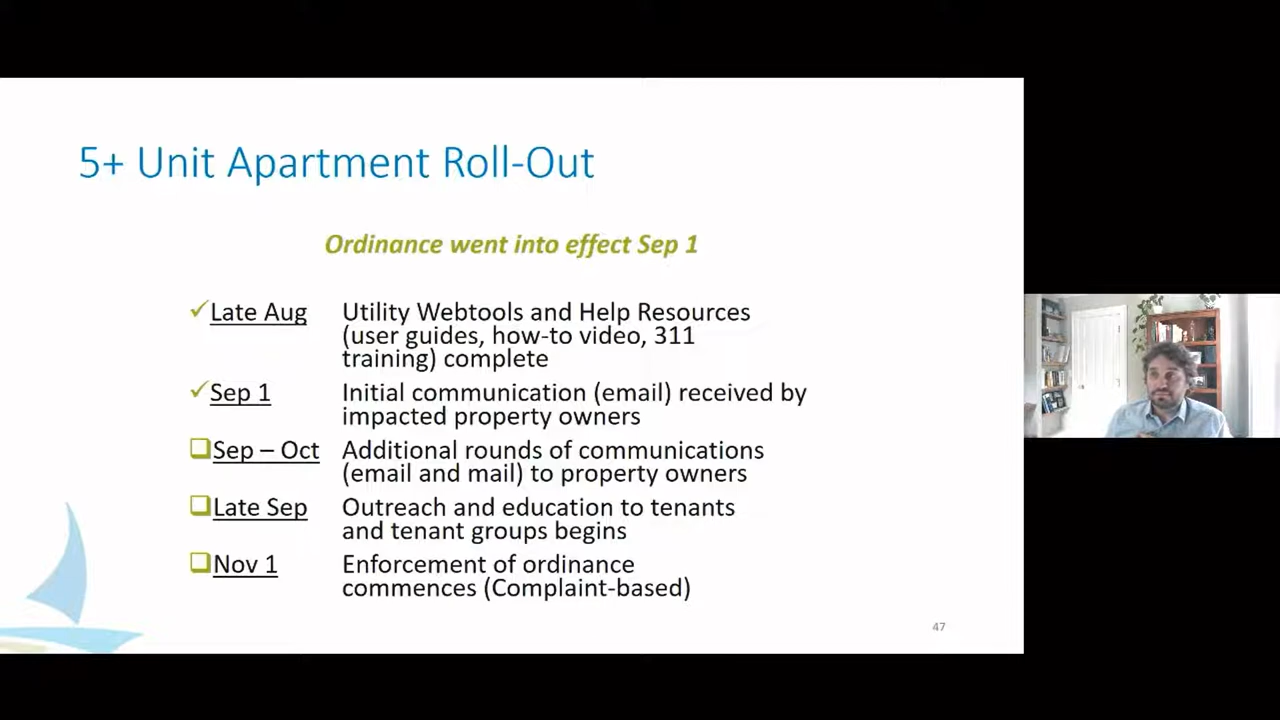 5+ Unit Apartment Roll-Out
Ordinance went into effect Sep 1
Late Aug Utility Webtools and Help Resources
(user guides, how-to video, 311
training) complete
Sep 1 Initial communication (email) received by
impacted property owners
Sep – Oct Additional rounds of communications
(email and mail) to property owners
Late Sep Outreach and education to tenants
and tenant groups begins
Nov 1 Enforcement of ordinance
commences (Complaint-based)
47